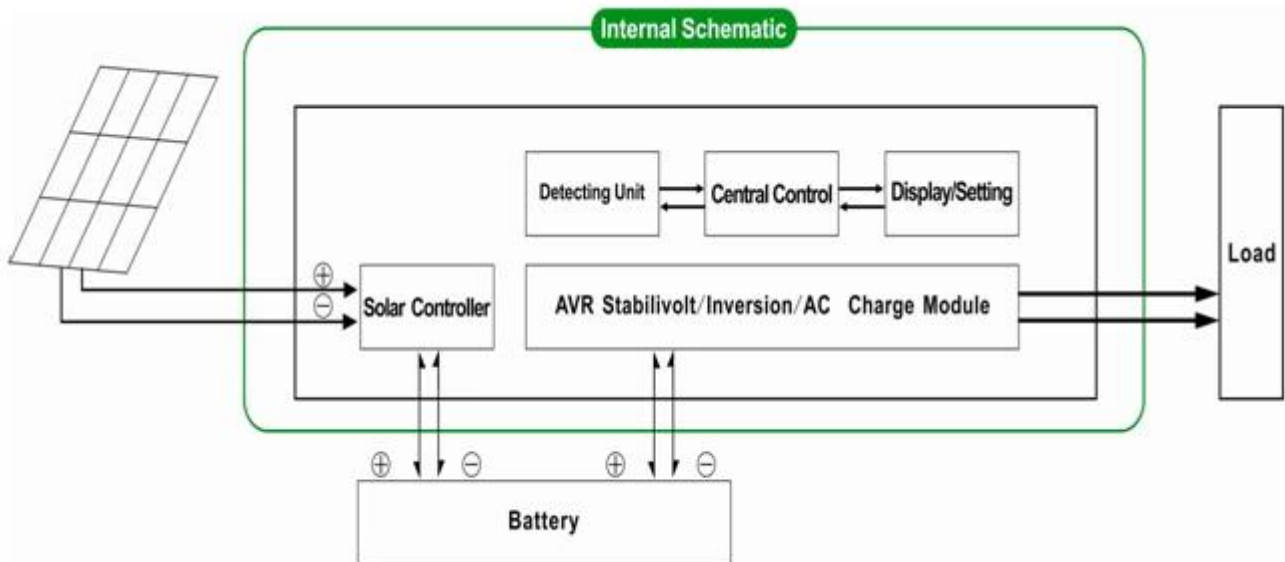 Internal Schematic
Detecting Unit
Central Control
Display/Setting
Load
⊕
⊖
Solar Controller
AVR Stabilivolt/Inversion/AC Charge Module
⊕ ⊖ ⊕ ⊖
Battery